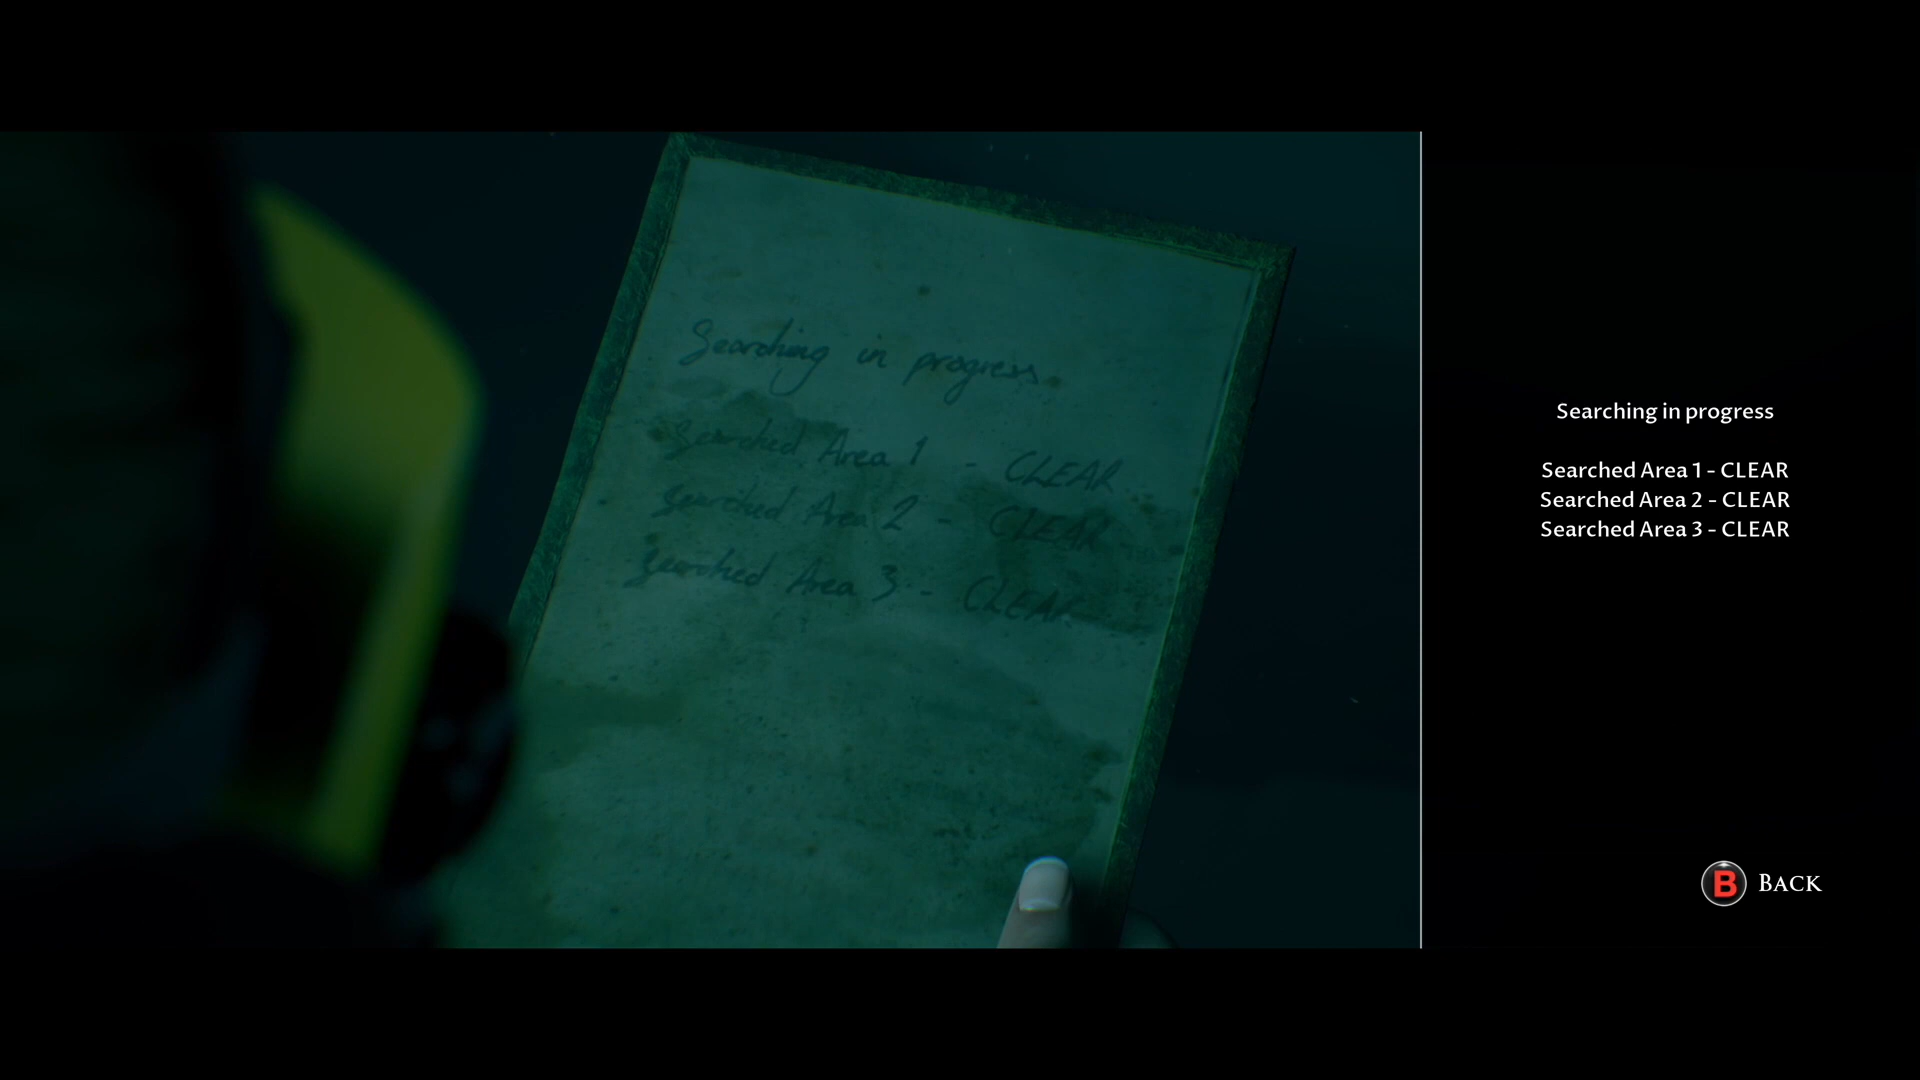 Searching in progress
Searched Area 1 - CLEAR
Searched Area 2 - CLEAR
Searched Area 3 - CLEAR
Searching in progress
Searched Area 1 - CLEAR
Searched Area 2 - CLEAR
Searched Area 3 - CLEAR
B BACK